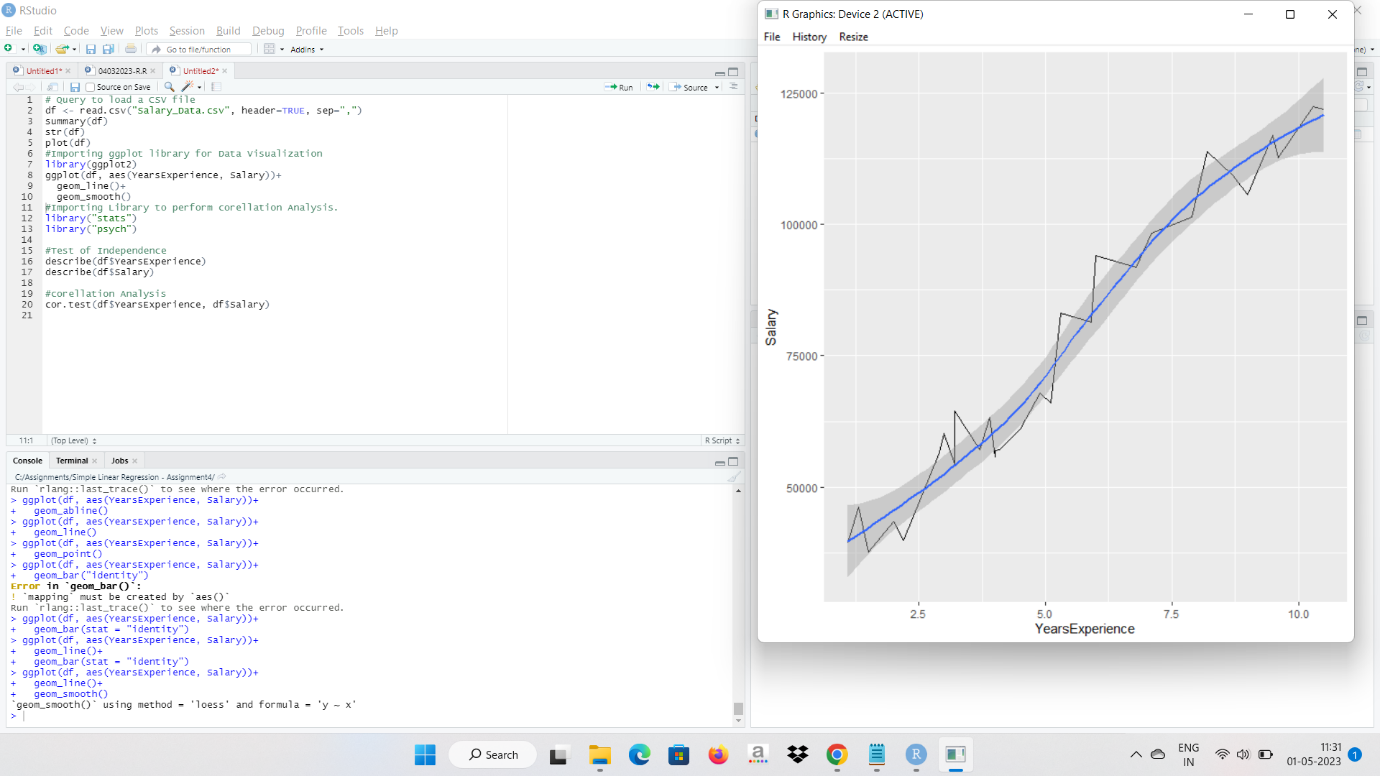 RStudio
File Edit Code View Plots Session Build Debug Profile Tools Help
Go to file/function Addins
Untitled1* 04032023-R.R Untitled2*
Source on Save Run Source
1 # Query to load a CSV file
2 df <- read.csv("Salary_Data.csv", header=TRUE, sep=",")
3 summary(df)
4 str(df)
5 plot(df)
6 #Importing ggplot library for Data Visualization
7 library(ggplot2)
8 ggplot(df, aes(YearsExperience, Salary))+
9 geom_line()+
10 geom_smooth()
11 #Importing Library to perform corellation Analysis.
12 library("stats")
13 library("psych")
14
15 #Test of Independence
16 describe(df$YearsExperience)
17 describe(df$Salary)
18
19 #corellation Analysis
20 cor.test(df$YearsExperience, df$Salary)
21
11:1 (Top Level) R Script
Console Terminal Jobs
C:/Assignments/Simple Linear Regression - Assignment4/
Run `rlang::last_trace()` to see where the error occurred.
> ggplot(df, aes(YearsExperience, Salary))+
+ geom_abline()
> ggplot(df, aes(YearsExperience, Salary))+
+ geom_line()
> ggplot(df, aes(YearsExperience, Salary))+
+ geom_point()
> ggplot(df, aes(YearsExperience, Salary))+
+ geom_bar("identity")
Error in `geom_bar()`:
! `mapping` must be created by `aes()`
Run `rlang::last_trace()` to see where the error occurred.
> ggplot(df, aes(YearsExperience, Salary))+
+ geom_bar(stat = "identity")
> ggplot(df, aes(YearsExperience, Salary))+
+ geom_line()+
+ geom_bar(stat = "identity")
> ggplot(df, aes(YearsExperience, Salary))+
+ geom_line()+
+ geom_smooth()
`geom_smooth()` using method = 'loess' and formula = 'y ~ x'
>
R Graphics: Device 2 (ACTIVE)
File History Resize
125000
100000
75000
50000
Salary
2.5 5.0 7.5 10.0
YearsExperience
Search
ENG
IN
11:31
01-05-2023
1